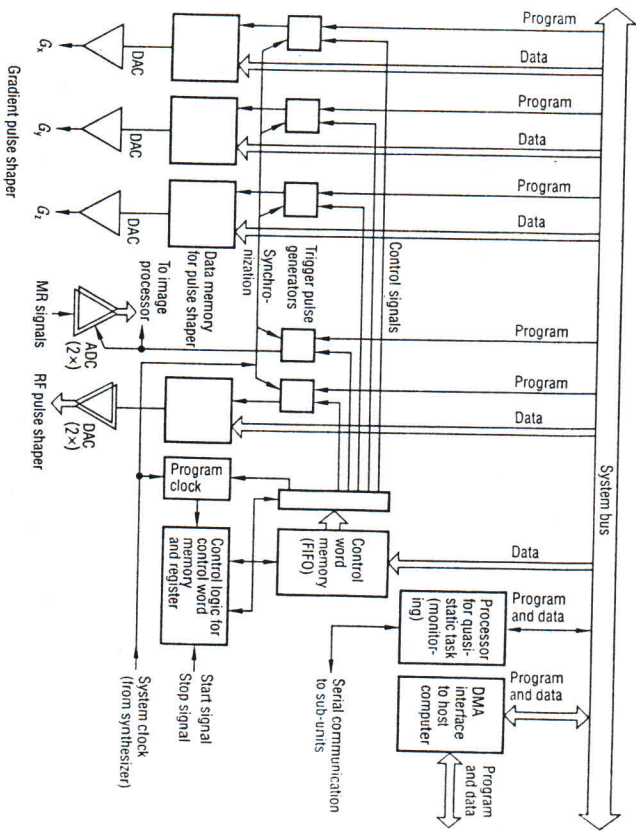 System bus
Program
Data
Program
Data
Program
Data
Program
Program
Data
Data
Program
and data
Program
and data
Control signals
Trigger pulse
generators
Synchro-
nization
Data memory
for pulse shaper
Control
word
memory
(FIFO)
Processor
for quasi-
static task
(monitor-
ing)
DMA
interface
to host
computer
Program
and data
Serial communication
to sub-units
Program
clock
Control logic for
control word
memory
and register
Start signal
Stop signal
System clock
(from synthesizer)
DAC
DAC
DAC
To image
processor
ADC
(2×)
DAC
(2×)
Gx
Gy
Gz
MR signals
RF pulse shaper
Gradient pulse shaper